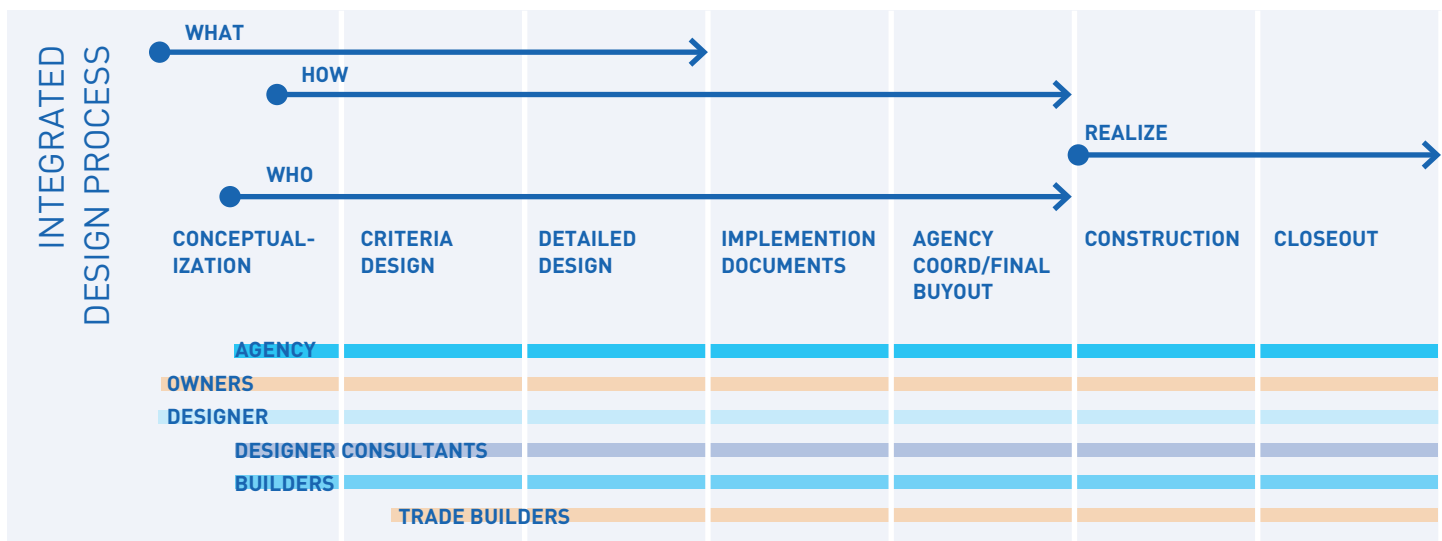 INTEGRATED
DESIGN PROCESS
WHAT
HOW
REALIZE
WHO
CONCEPTUAL-
IZATION
CRITERIA
DESIGN
DETAILED
DESIGN
IMPLEMENTION
DOCUMENTS
AGENCY
COORD/FINAL
BUYOUT
CONSTRUCTION
CLOSEOUT
AGENCY
OWNERS
DESIGNER
DESIGNER CONSULTANTS
BUILDERS
TRADE BUILDERS